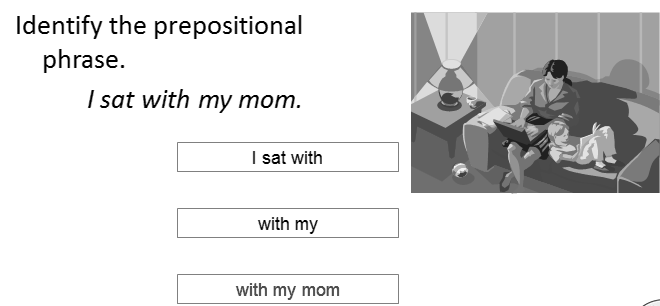 Identify the prepositional
phrase.
I sat with my mom.
I sat with
with my
with my mom